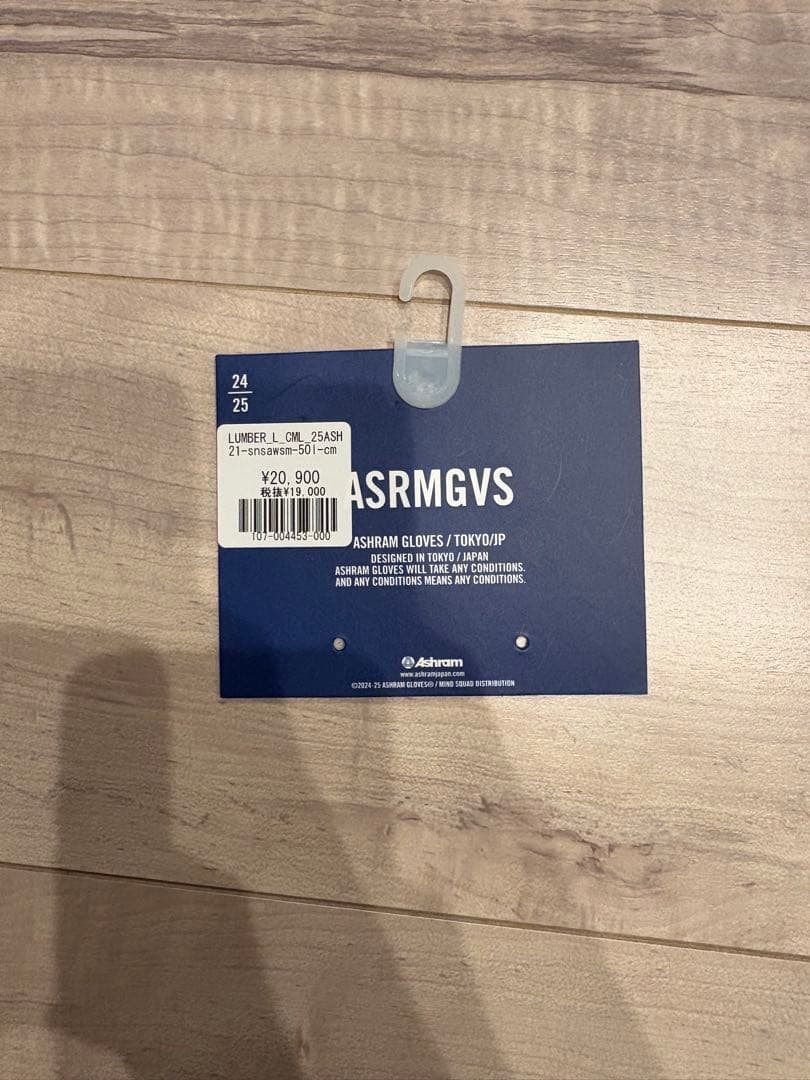 24
25
LUMBER_L_CML_25ASH
21-snsawsm-50l-cm
¥20,900
税抜¥19,000
107-004453-000
ASRMGVS
ASHRAM GLOVES / TOKYO/JP
DESIGNED IN TOKYO / JAPAN
ASHRAM GLOVES WILL TAKE ANY CONDITIONS.
AND ANY CONDITIONS MEANS ANY CONDITIONS.
Ashram
www.ashramjapan.com
©2024-25 ASHRAM GLOVES® / MIND SQUAD DISTRIBUTION